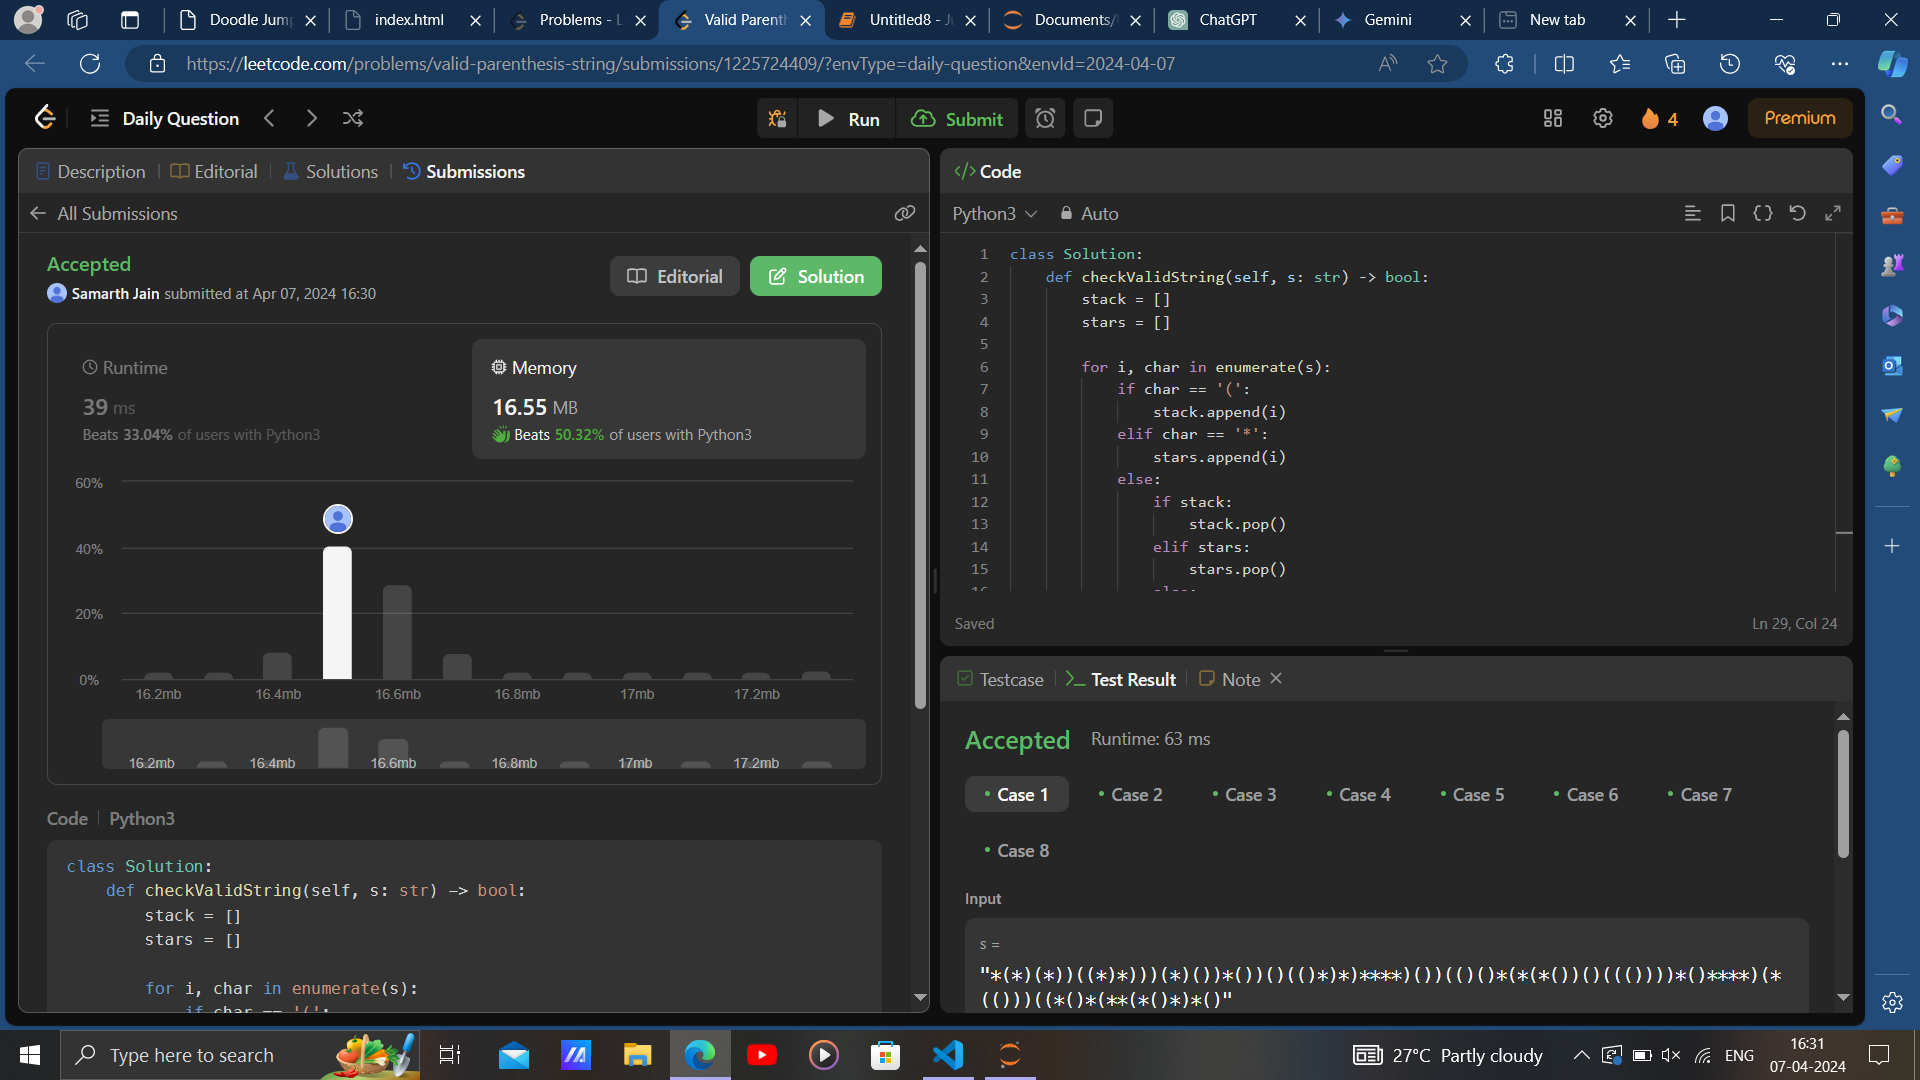 Doodle Jump
index.html
Problems - L
Valid Parenth
Untitled8 - Ju
Documents/
ChatGPT
Gemini
New tab
https://leetcode.com/problems/valid-parenthesis-string/submissions/1225724409/?envType=daily-question&envId=2024-04-07
Daily Question
Run
Submit
4
Premium
Description
Editorial
Solutions
Submissions
All Submissions
Accepted
Samarth Jain submitted at Apr 07, 2024 16:30
Editorial
Solution
Runtime
39 ms
Beats 33.04% of users with Python3
Memory
16.55 MB
Beats 50.32% of users with Python3
60%
40%
20%
0%
16.2mb 16.4mb 16.6mb 16.8mb 17mb 17.2mb
16.2mb 16.4mb 16.6mb 16.8mb 17mb 17.2mb
Code | Python3
class Solution:
def checkValidString(self, s: str) -> bool:
stack = []
stars = []
for i, char in enumerate(s):
if char == '(':
</> Code
Python3
Auto
1 class Solution:
2 def checkValidString(self, s: str) -> bool:
3 stack = []
4 stars = []
5
6 for i, char in enumerate(s):
7 if char == '(':
8 stack.append(i)
9 elif char == '*':
10 stars.append(i)
11 else:
12 if stack:
13 stack.pop()
14 elif stars:
15 stars.pop()
16 else:
Saved
Ln 29, Col 24
Testcase
Test Result
Note
Accepted
Runtime: 63 ms
Case 1
Case 2
Case 3
Case 4
Case 5
Case 6
Case 7
Case 8
Input
s =
"*(*)(*))((*)*)))(*)())*())()(()*)*)****)())(()()*(*(*())()((()))))*()****)(*
(()))((*()*(**(*()*)*()"
Type here to search
27°C Partly cloudy
ENG
16:31
07-04-2024